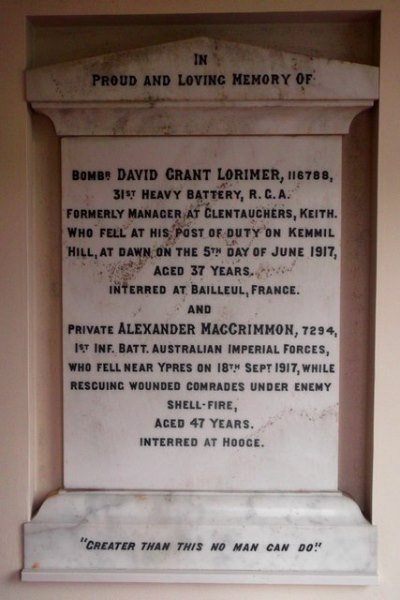 IN
PROUD AND LOVING MEMORY OF
BOMBR DAVID GRANT LORIMER, 116788,
31ST HEAVY BATTERY, R.G.A.
FORMERLY MANAGER AT GLENTAUCHERS, KEITH.
WHO FELL AT HIS POST OF DUTY ON KEMMIL
HILL, AT DAWN, ON THE 5TH DAY OF JUNE 1917,
AGED 37 YEARS.
INTERRED AT BAILLEUL, FRANCE.
AND
PRIVATE ALEXANDER MACCRIMMON, 7294,
1ST INF. BATT. AUSTRALIAN IMPERIAL FORCES,
WHO FELL NEAR YPRES ON 18TH SEPT 1917, WHILE
RESCUING WOUNDED COMRADES UNDER ENEMY
SHELL-FIRE,
AGED 47 YEARS.
INTERRED AT HOOGE.
"GREATER THAN THIS NO MAN CAN DO."